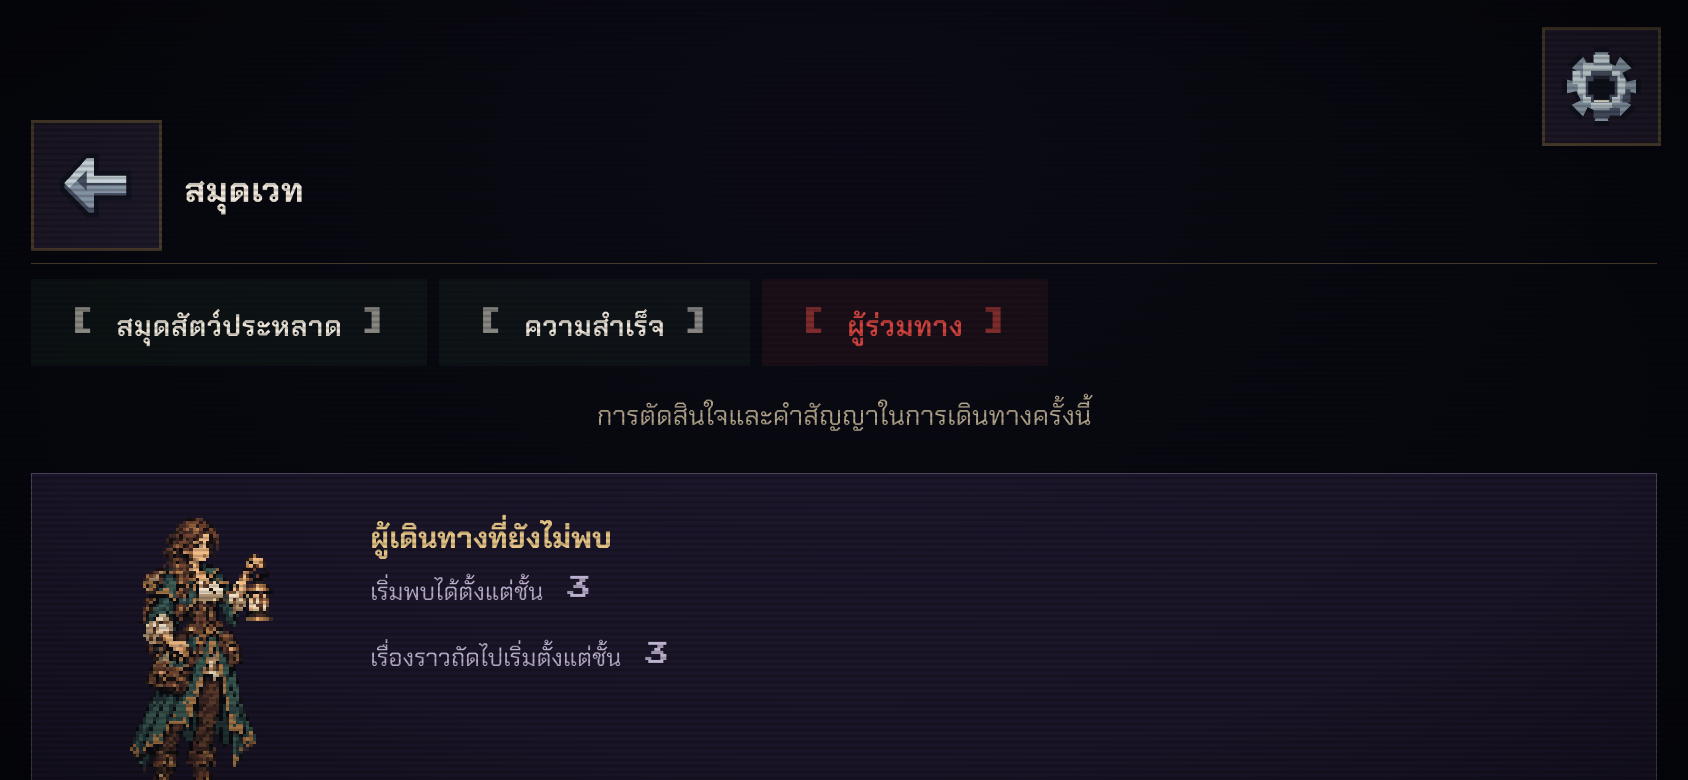 สมุดเวท
[ สมุดสัตว์ประหลาด ] [ ความสำเร็จ ] [ ผู้ร่วมทาง ]
การตัดสินใจและคำสัญญาในการเดินทางครั้งนี้
ผู้เดินทางที่ยังไม่พบ
เริ่มพบได้ตั้งแต่ชั้น 3
เรื่องราวถัดไปเริ่มตั้งแต่ชั้น 3